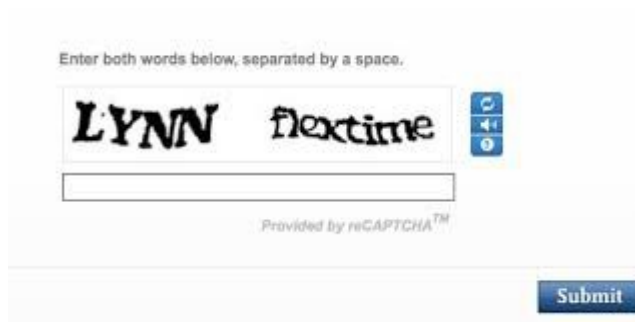 Enter both words below, separated by a space.
LYNN flextime
Provided by reCAPTCHA™
Submit